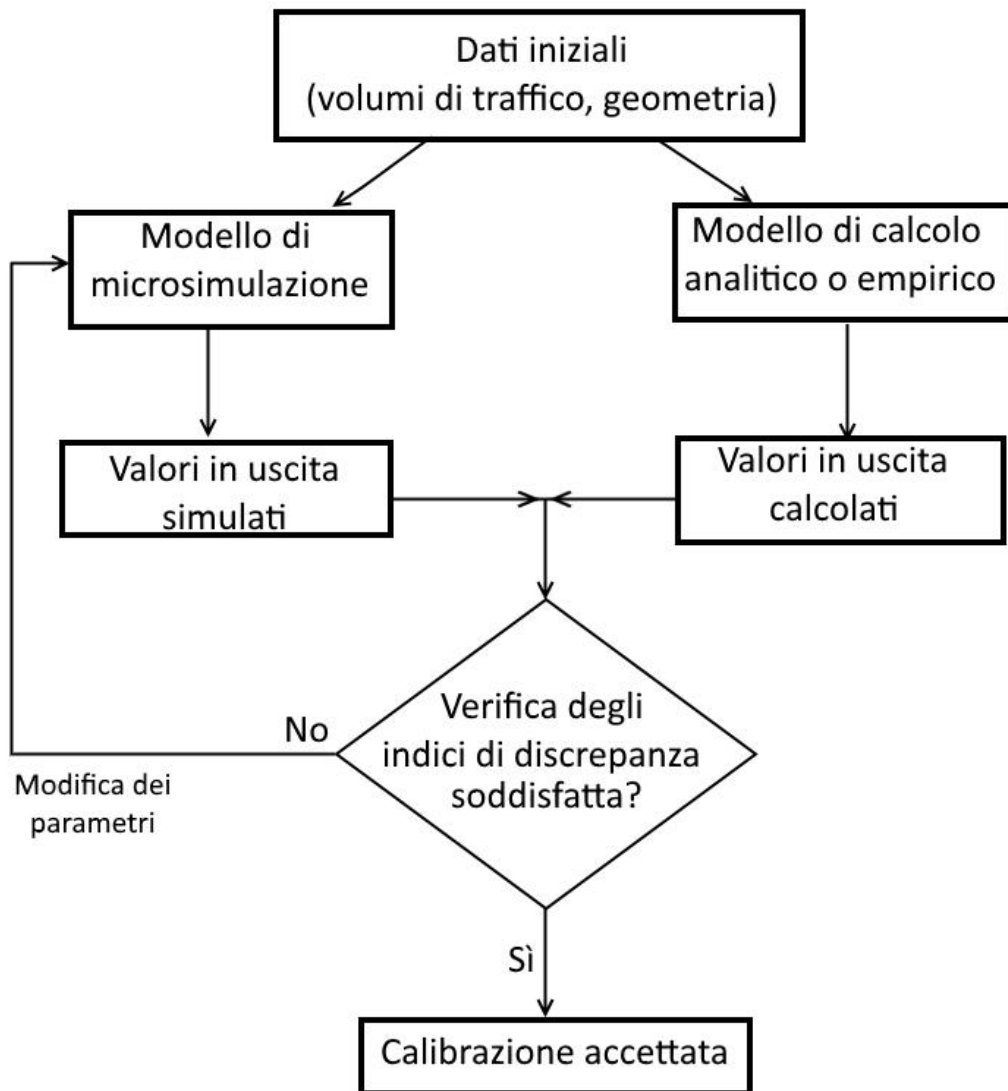 Dati iniziali
(volumi di traffico, geometria)
Modello di
microsimulazione
Modello di calcolo
analitico o empirico
Valori in uscita
simulati
Valori in uscita
calcolati
Verifica degli
indici di discrepanza
soddisfatta?
No
Modifica dei
parametri
Sì
Calibrazione accettata